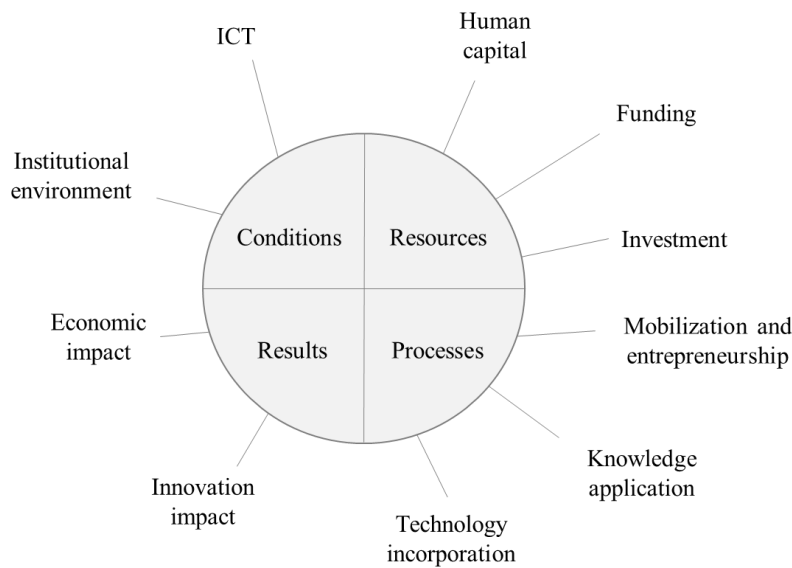 ICT
Human
capital
Funding
Institutional
environment
Conditions
Resources
Investment
Economic
impact
Results
Processes
Mobilization and
entrepreneurship
Innovation
impact
Knowledge
application
Technology
incorporation